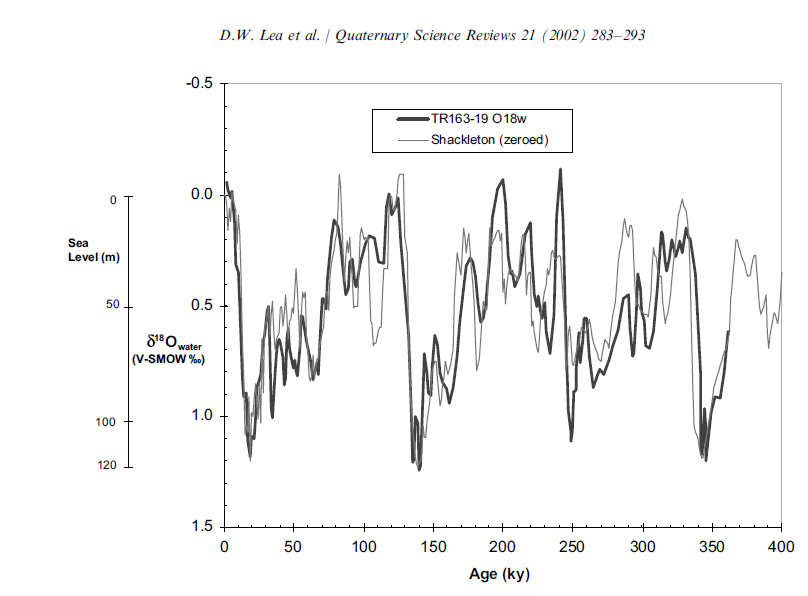 D.W. Lea et al. / Quaternary Science Reviews 21 (2002) 283–293
-0.5
TR163-19 O18w
Shackleton (zeroed)
0
0.0
Sea
Level (m)
50
0.5
δ18Owater
(V-SMOW ‰)
100
1.0
120
1.5
0 50 100 150 200 250 300 350 400
Age (ky)